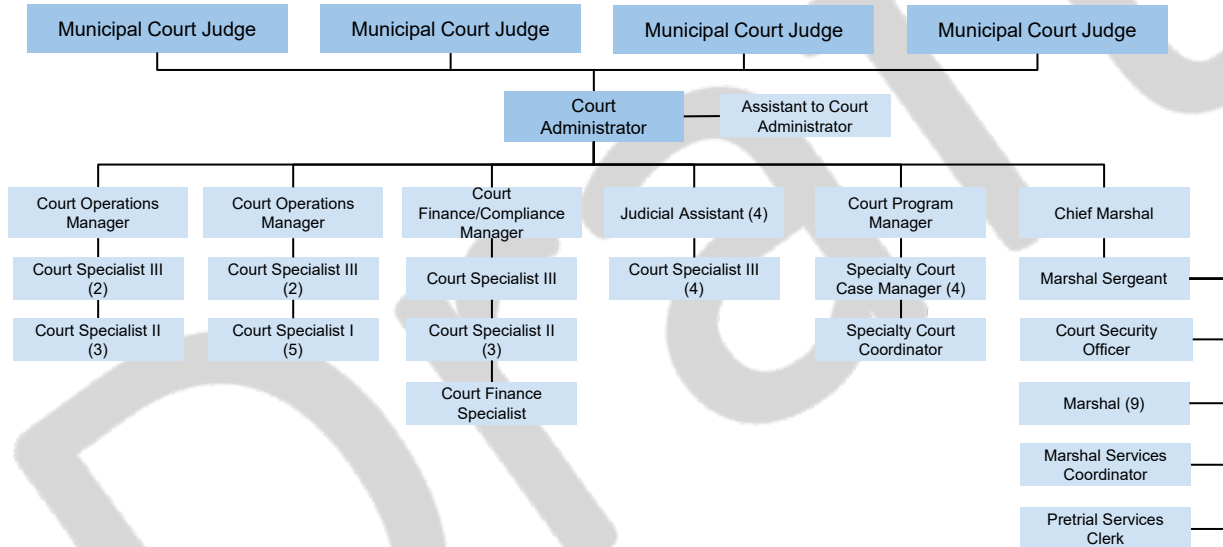 Municipal Court Judge
Municipal Court Judge
Municipal Court Judge
Municipal Court Judge
Court
Administrator
Assistant to Court
Administrator
Court Operations
Manager
Court Operations
Manager
Court
Finance/Compliance
Manager
Judicial Assistant (4)
Court Program
Manager
Chief Marshal
Court Specialist III
(2)
Court Specialist III
(2)
Court Specialist III
Court Specialist III
(4)
Specialty Court
Case Manager (4)
Marshal Sergeant
Court Specialist II
(3)
Court Specialist I
(5)
Court Specialist II
(3)
Specialty Court
Coordinator
Court Security
Officer
Court Finance
Specialist
Marshal (9)
Marshal Services
Coordinator
Pretrial Services
Clerk
Draft